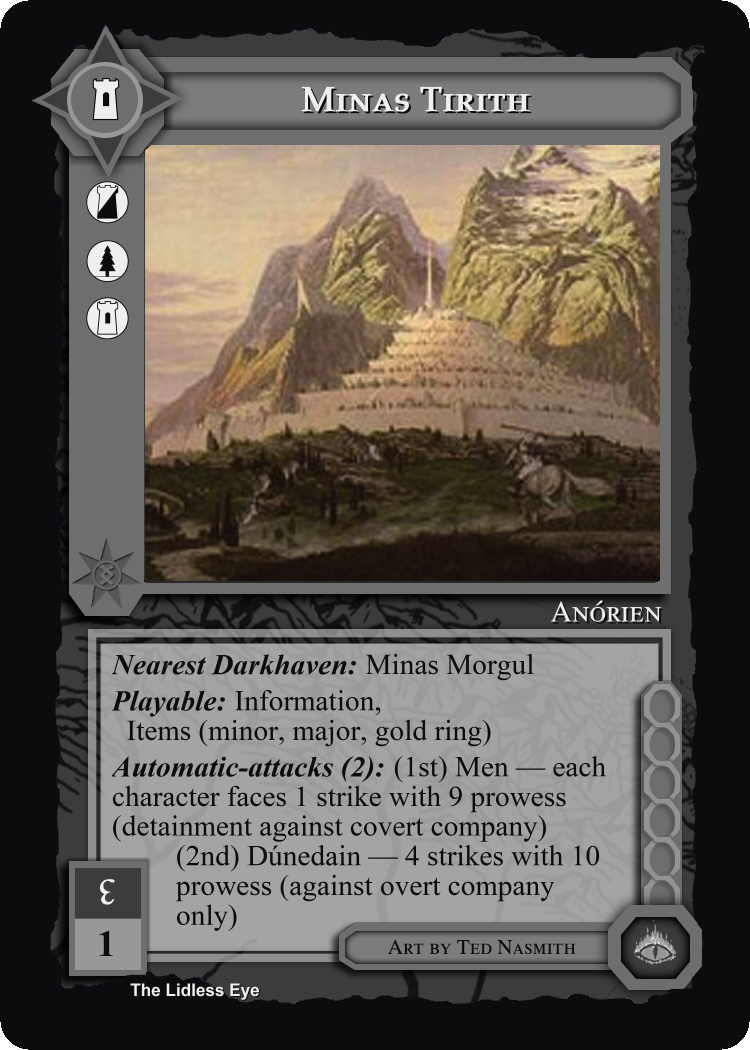 Minas Tirith
Anórien
Nearest Darkhaven: Minas Morgul
Playable: Information,
Items (minor, major, gold ring)
Automatic-attacks (2): (1st) Men — each
character faces 1 strike with 9 prowess
(detainment against covert company)
(2nd) Dúnedain — 4 strikes with 10
prowess (against overt company
only)
1
Art by Ted Nasmith
The Lidless Eye